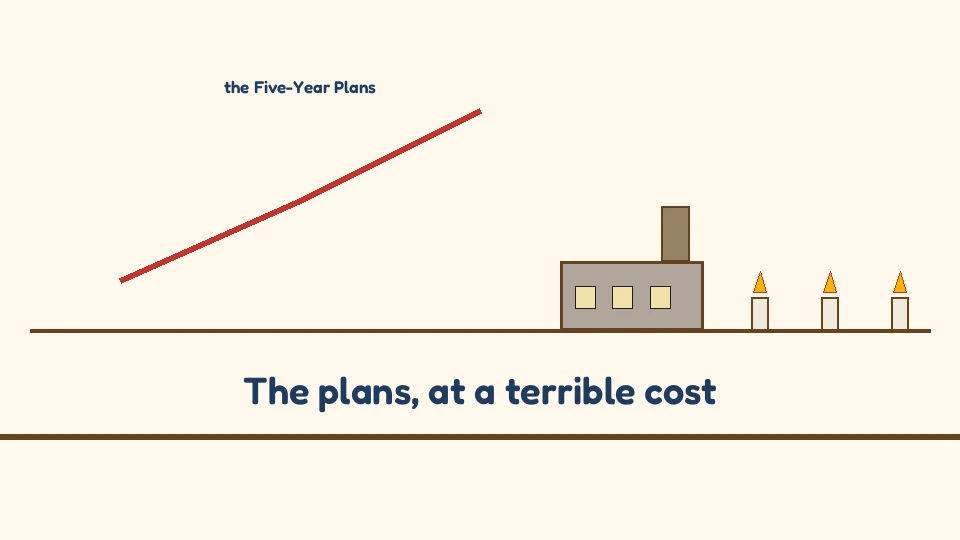 the Five-Year Plans
The plans, at a terrible cost